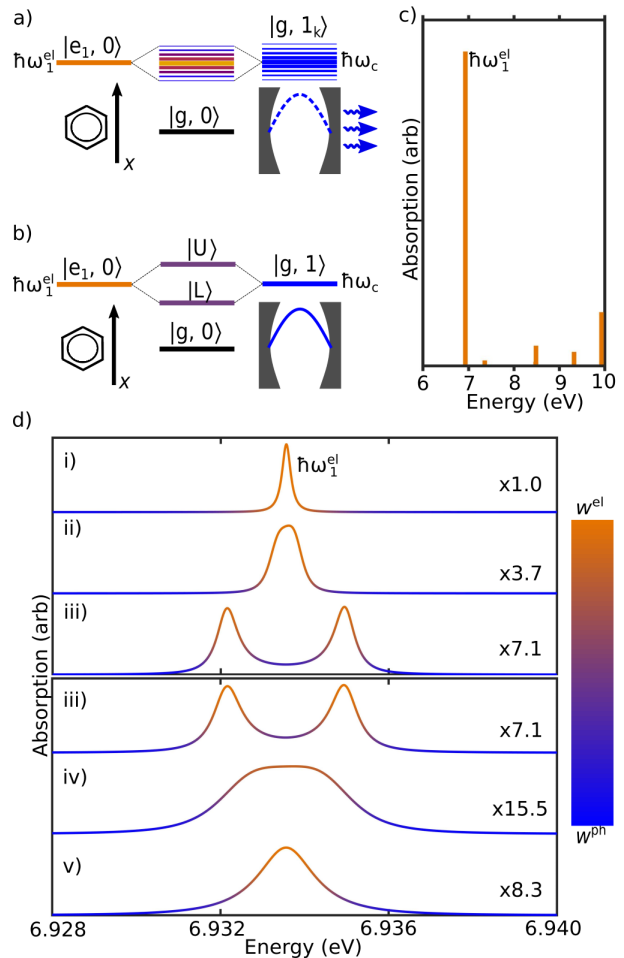 a)
|e₁, 0⟩
|g, 1ₖ⟩
ħω₁ᵉˡ
ħω_c
|g, 0⟩
x
b)
|e₁, 0⟩
|U⟩
|g, 1⟩
ħω₁ᵉˡ
ħω_c
|L⟩
|g, 0⟩
x
c)
ħω₁ᵉˡ
Absorption (arb)
6 7 8 9 10
Energy (eV)
d)
i)
ħω₁ᵉˡ
x1.0
ii)
x3.7
iii)
x7.1
iii)
x7.1
iv)
x15.5
v)
x8.3
Absorption (arb)
6.928 6.932 6.936 6.940
Energy (eV)
wᵉˡ
wᵖʰ